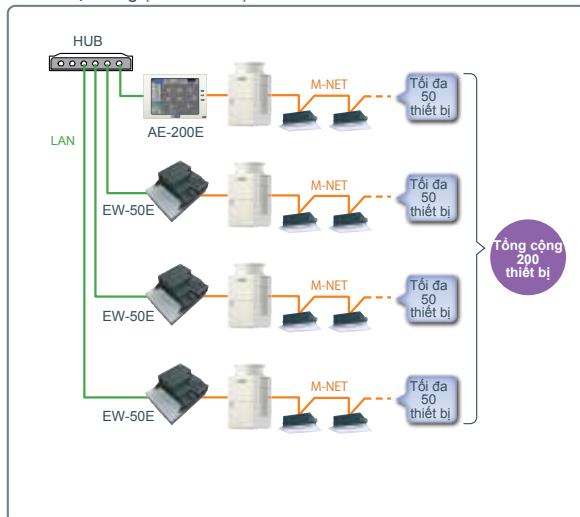 HUB
LAN
AE-200E
M-NET
Tối đa
50
thiết bị
EW-50E
M-NET
Tối đa
50
thiết bị
EW-50E
M-NET
Tối đa
50
thiết bị
EW-50E
M-NET
Tối đa
50
thiết bị
Tổng cộng
200
thiết bị